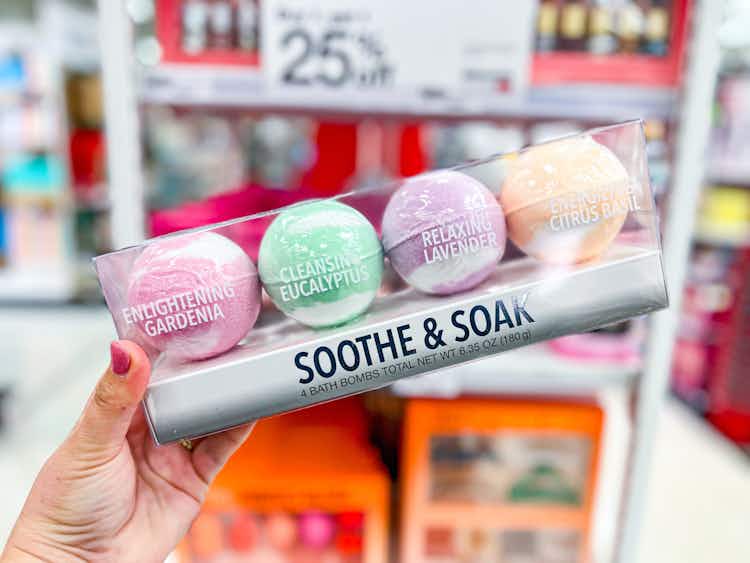 25%
off
ENLIGHTENING
GARDENIA
CLEANSING
EUCALYPTUS
RELAXING
LAVENDER
ENERGIZING
CITRUS BASIL
SOOTHE & SOAK
4 BATH BOMBS TOTAL NET WT 6.35 OZ (180 g)